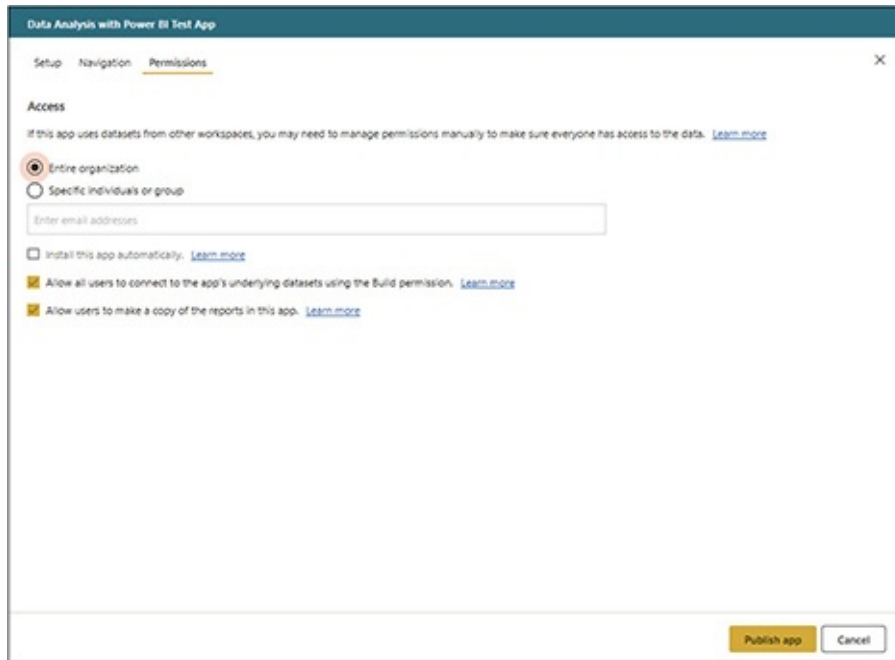 Data Analysis with Power BI Test App
Setup Navigation Permissions
Access
If this app uses datasets from other workspaces, you may need to manage permissions manually to make sure everyone has access to the data. Learn more
Entire organization
Specific individuals or group
Enter email addresses
Install this app automatically. Learn more
Allow all users to connect to the app's underlying datasets using the Build permission. Learn more
Allow users to make a copy of the reports in this app. Learn more
Publish app Cancel